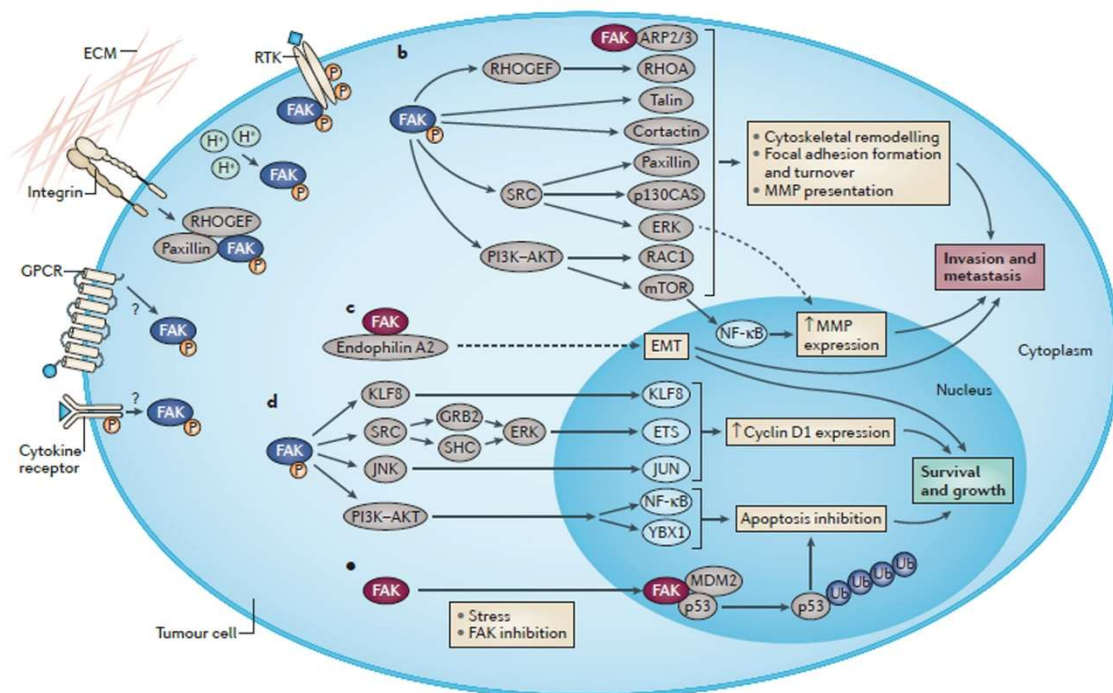 ECM
RTK
P
P
FAK
P
H+
H+
H+
FAK
P
Integrin
RHOGEF
Paxillin
FAK
P
GPCR
?
FAK
P
?
P
FAK
P
Cytokine
receptor
Tumour cell
b
FAK
ARP2/3
RHOGEF
RHOA
FAK
P
Talin
Cortactin
Paxillin
SRC
p130CAS
ERK
PI3K–AKT
RAC1
mTOR
• Cytoskeletal remodelling
• Focal adhesion formation
and turnover
• MMP presentation
Invasion and
metastasis
NF-κB
↑MMP
expression
Cytoplasm
Nucleus
c
FAK
Endophilin A2
EMT
d
KLF8
KLF8
GRB2
SRC
ERK
ETS
SHC
FAK
P
JNK
JUN
↑Cyclin D1 expression
Survival
and growth
NF-κB
PI3K–AKT
YBX1
Apoptosis inhibition
e
FAK
FAK
MDM2
p53
p53
Ub
Ub
Ub
Ub
• Stress
• FAK inhibition